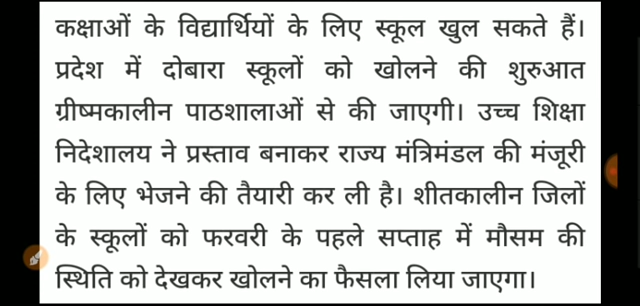 कक्षाओं के विद्यार्थियों के लिए स्कूल खुल सकते हैं।
प्रदेश में दोबारा स्कूलों को खोलने की शुरुआत
ग्रीष्मकालीन पाठशालाओं से की जाएगी। उच्च शिक्षा
निदेशालय ने प्रस्ताव बनाकर राज्य मंत्रिमंडल की मंजूरी
के लिए भेजने की तैयारी कर ली है। शीतकालीन जिलों
के स्कूलों को फरवरी के पहले सप्ताह में मौसम की
स्थिति को देखकर खोलने का फैसला लिया जाएगा।